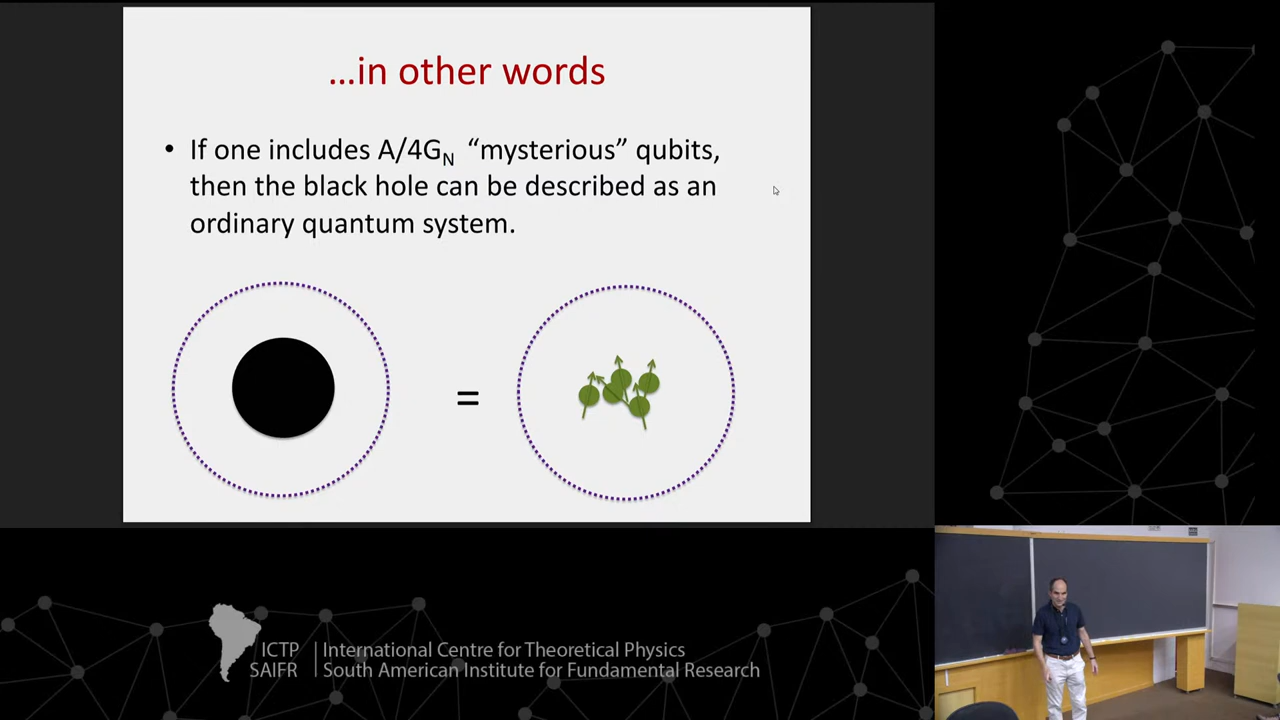 ...in other words
• If one includes A/4G_N “mysterious” qubits,
then the black hole can be described as an
ordinary quantum system.
=
ICTP | International Centre for Theoretical Physics
SAIFR | South American Institute for Fundamental Research